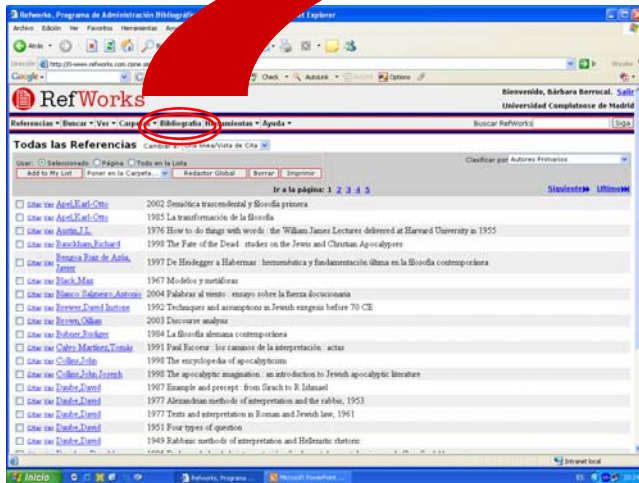 Refworks, Programa de Administración Bibliográfi et Explorer
Archivo Edición Ver Favoritos Herramientas Ayuda
Atrás
Dirección http://0-www.refworks.com.cisne
Google Check AutoLink Options
RefWorks
Bienvenido, Bárbara Berrocal. Salir
Universidad Complutense de Madrid
Referencias Buscar Ver Carpetas Bibliografía Herramientas Ayuda Buscar RefWorks Siga
Todas las Referencias Cambiar a: Una línea/Vista de Cita
Usar: Seleccionado Página Todo en la Lista Clasificar por Autores Primarios
Add to My List Poner en la Carpeta... Redactor Global Borrar Imprimir
Ir a la página: 1 2 3 4 5 Siguiente Ultimo
Citar Ver Apel,Karl-Otto 2002 Semiótica trascendental y filosofía primera
Citar Ver Apel,Karl-Otto 1985 La transformación de la filosofía
Citar Ver Austin,J.L. 1976 How to do things with words : the William James Lectures delivered at Harvard University in 1955
Citar Ver Bauckham,Richard 1998 The Fate of the Dead : studies on the Jews and Christian Apocalypses
Citar Ver Bengoa Ruiz de Azúa, Javier 1997 De Heidegger a Habermas : hermenéutica y fundamentación última en la filosofía contemporánea
Citar Ver Black,Max 1967 Modelos y metáforas
Citar Ver Blanco Salgueiro,Antonio 2004 Palabras al viento : ensayo sobre la fuerza ilocucionaria
Citar Ver Brewer,David Instone 1992 Techniques and assumptions in Jewish exegesis before 70 CE
Citar Ver Brown,Gillian 2003 Discourse analysis
Citar Ver Bubner,Rüdiger 1984 La filosofía alemana contemporánea
Citar Ver Calvo Martínez,Tomás 1991 Paul Ricoeur : los caminos de la interpretación : actas
Citar Ver Collins,John 1998 The encyclopedia of apocalypticism
Citar Ver Collins,John Joseph 1998 The apocalyptic imagination : an introduction to Jewish apocalyptic literature
Citar Ver Daube,David 1987 Example and precept : from Sirach to R Ishmael
Citar Ver Daube,David 1977 Alexandrian methods of interpretation and the rabbis, 1953
Citar Ver Daube,David 1977 Texts and interpretation in Roman and Jewish law, 1961
Citar Ver Daube,David 1951 Four types of question
Citar Ver Daube,David 1949 Rabbinic methods of interpretation and Hellenistic rhetoric
Intranet local
Inicio Refworks, Programa ... Microsoft PowerPoint ... ES